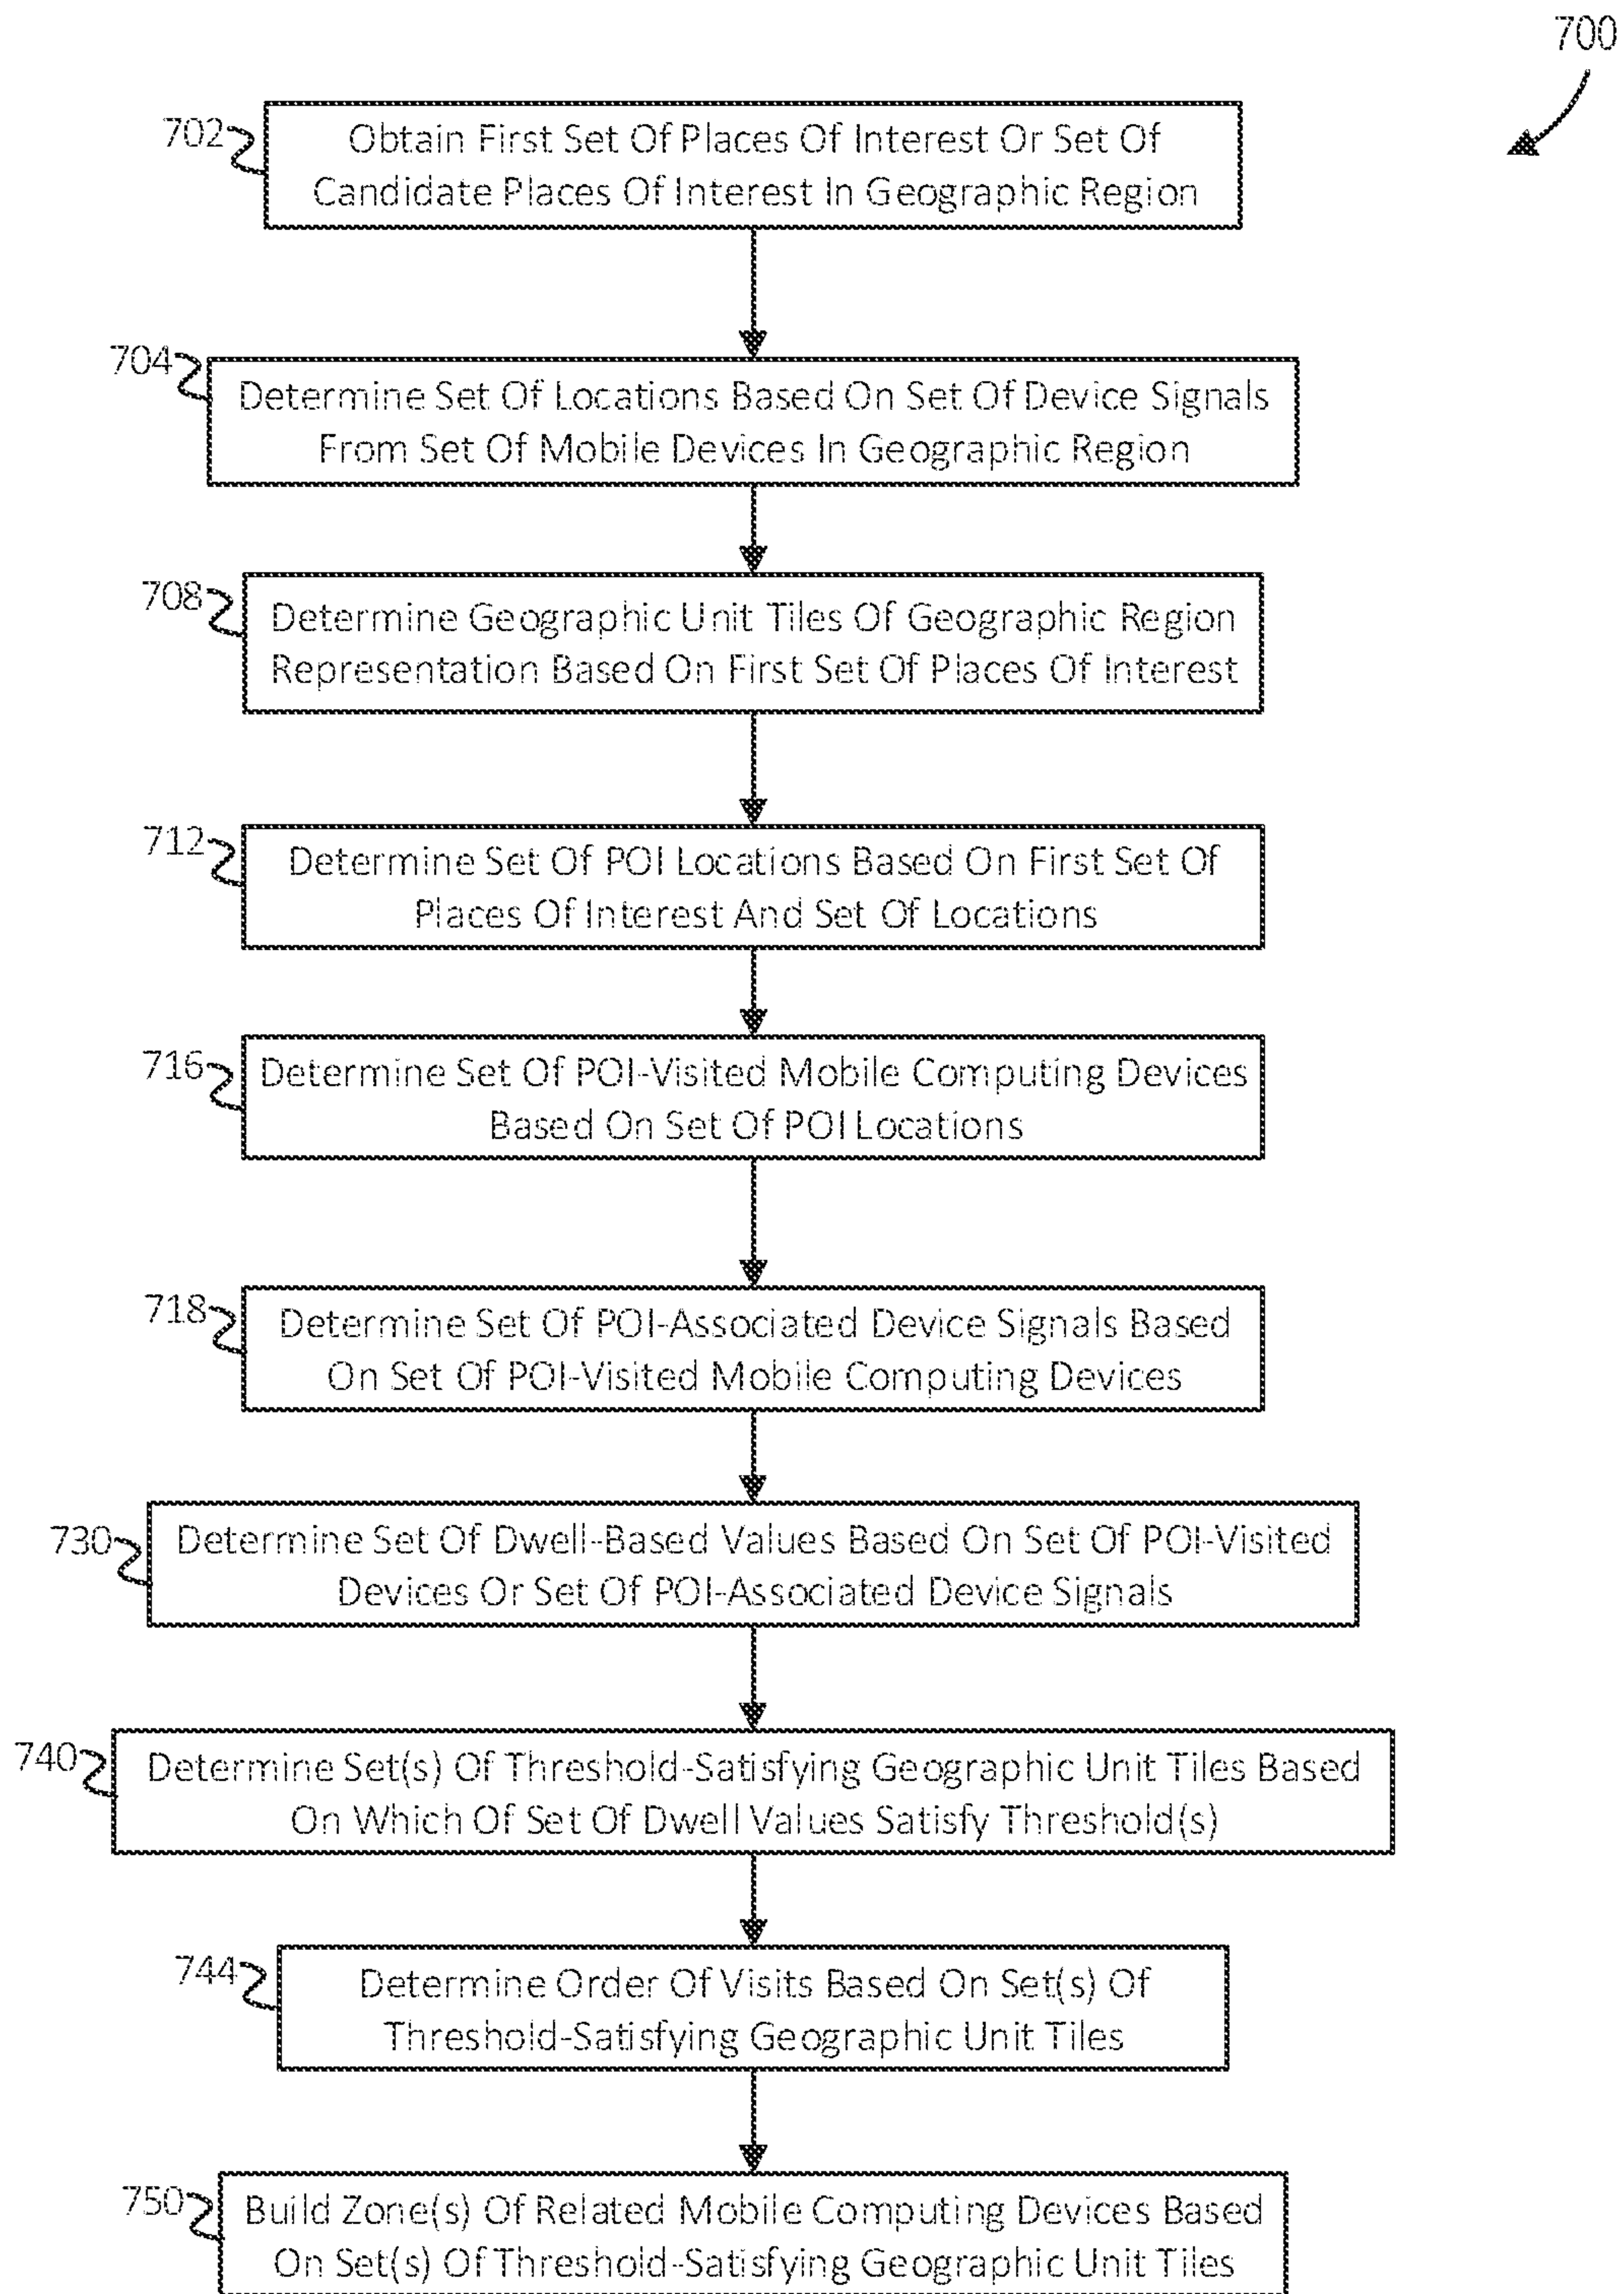 700
702
Obtain First Set Of Places Of Interest Or Set Of
Candidate Places Of Interest In Geographic Region
704
Determine Set Of Locations Based On Set Of Device Signals
From Set Of Mobile Devices In Geographic Region
708
Determine Geographic Unit Tiles Of Geographic Region
Representation Based On First Set Of Places Of Interest
712
Determine Set Of POI Locations Based On First Set Of
Places Of Interest And Set Of Locations
716
Determine Set Of POI-Visited Mobile Computing Devices
Based On Set Of POI Locations
718
Determine Set Of POI-Associated Device Signals Based
On Set Of POI-Visited Mobile Computing Devices
730
Determine Set Of Dwell-Based Values Based On Set Of POI-Visited
Devices Or Set Of POI-Associated Device Signals
740
Determine Set(s) Of Threshold-Satisfying Geographic Unit Tiles Based
On Which Of Set Of Dwell Values Satisfy Threshold(s)
744
Determine Order Of Visits Based On Set(s) Of
Threshold-Satisfying Geographic Unit Tiles
750
Build Zone(s) Of Related Mobile Computing Devices Based
On Set(s) Of Threshold-Satisfying Geographic Unit Tiles